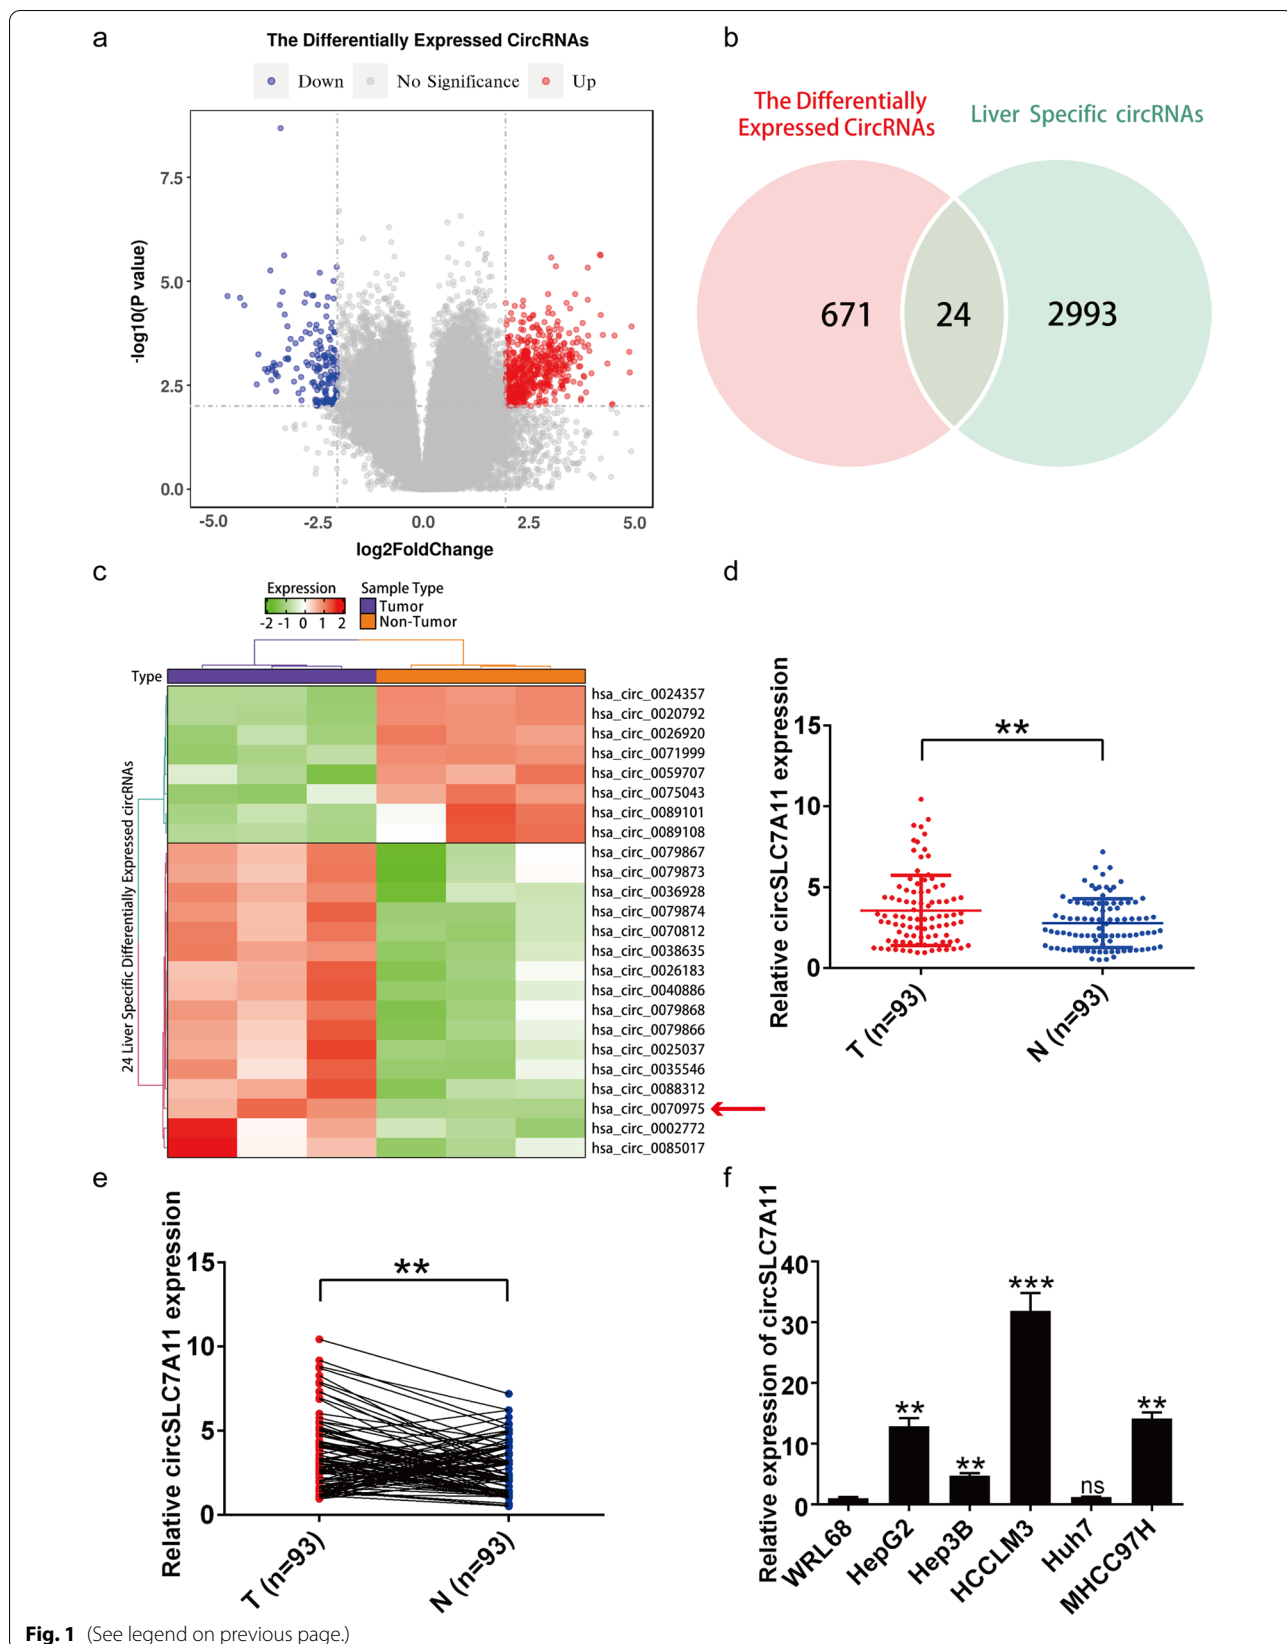 a
The Differentially Expressed CircRNAs
Down
No Significance
Up
-log10(P value)
7.5
5.0
2.5
0.0
-5.0
-2.5
0.0
2.5
5.0
log2FoldChange
b
The Differentially
Expressed CircRNAs
Liver Specific circRNAs
671
24
2993
c
Expression
-2 -1 0 1 2
Sample Type
Tumor
Non-Tumor
Type
24 Liver Specific Differentially Expressed circRNAs
hsa_circ_0024357
hsa_circ_0020792
hsa_circ_0026920
hsa_circ_0071999
hsa_circ_0059707
hsa_circ_0075043
hsa_circ_0089101
hsa_circ_0089108
hsa_circ_0079867
hsa_circ_0079873
hsa_circ_0036928
hsa_circ_0079874
hsa_circ_0070812
hsa_circ_0038635
hsa_circ_0026183
hsa_circ_0040886
hsa_circ_0079868
hsa_circ_0079866
hsa_circ_0025037
hsa_circ_0035546
hsa_circ_0088312
hsa_circ_0070975
hsa_circ_0002772
hsa_circ_0085017
d
Relative circSLC7A11 expression
15
10
5
0
**
T (n=93)
N (n=93)
e
Relative circSLC7A11 expression
15
10
5
0
**
T (n=93)
N (n=93)
f
Relative expression of circSLC7A11
40
30
20
10
0
**
**
***
ns
**
WRL68
HepG2
Hep3B
HCCLM3
Huh7
MHCC97H
Fig. 1 (See legend on previous page.)